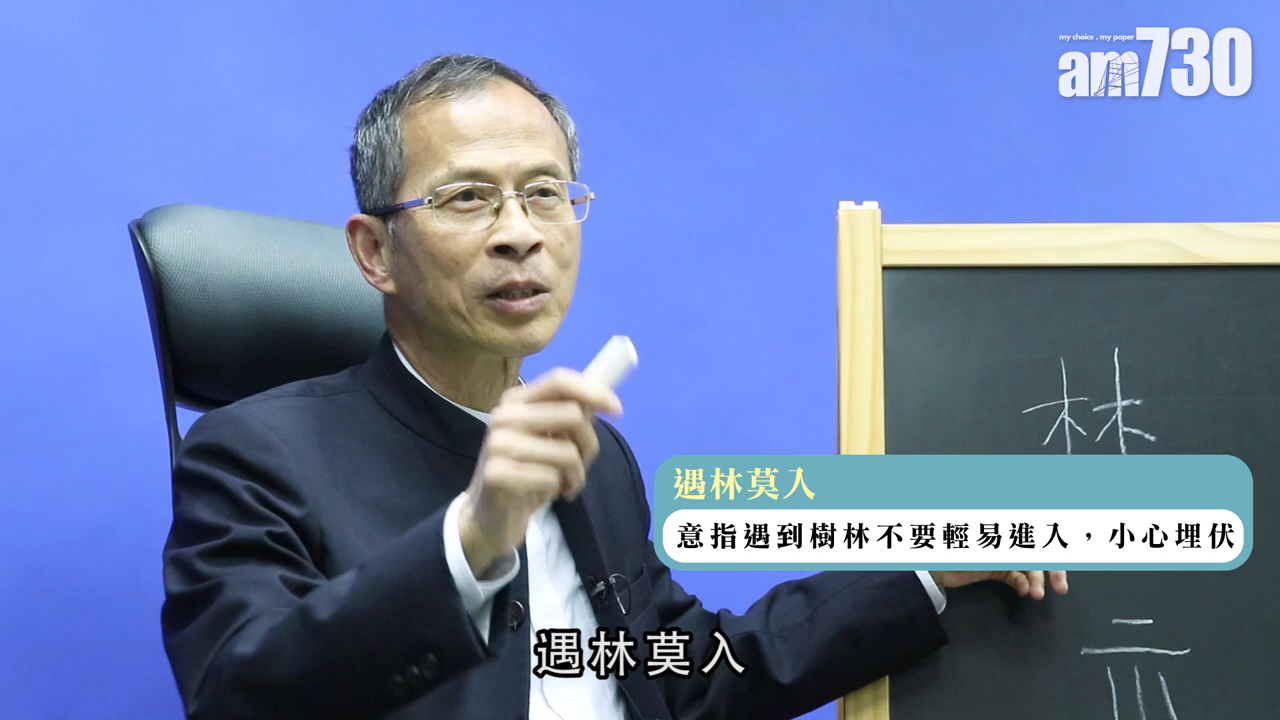 my choice . my paper
am730
林
遇林莫入
意指遇到樹林不要輕易進入，小心埋伏
遇林莫入